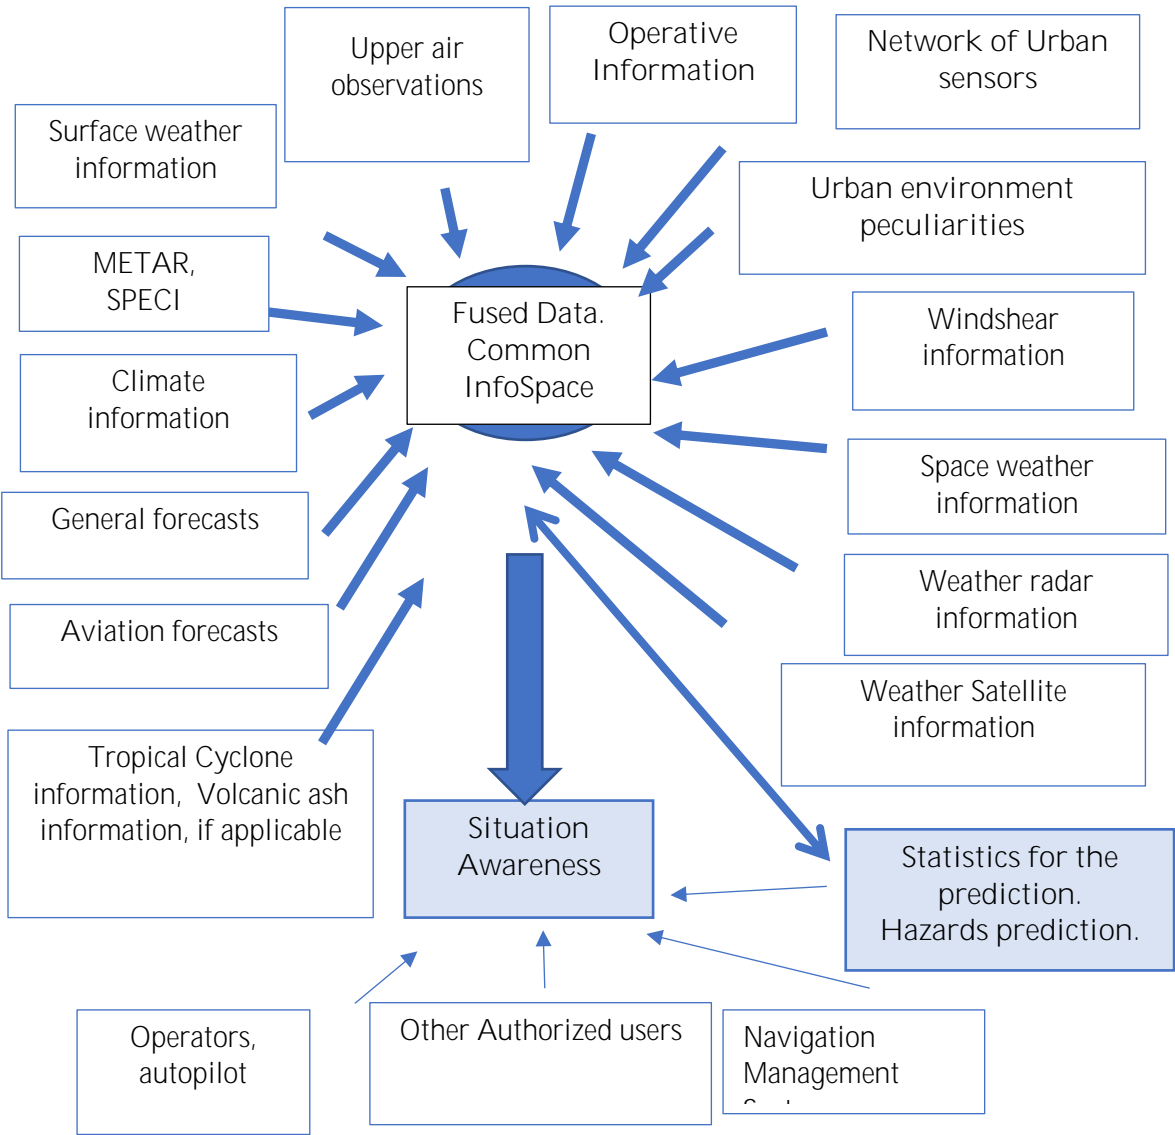 Upper air
observations
Operative
Information
Network of Urban
sensors
Surface weather
information
Urban environment
peculiarities
METAR,
SPECI
Fused Data.
Common
InfoSpace
Windshear
information
Climate
information
Space weather
information
General forecasts
Weather radar
information
Aviation forecasts
Weather Satellite
information
Tropical Cyclone
information, Volcanic ash
information, if applicable
Situation
Awareness
Statistics for the
prediction.
Hazards prediction.
Operators,
autopilot
Other Authorized users
Navigation
Management